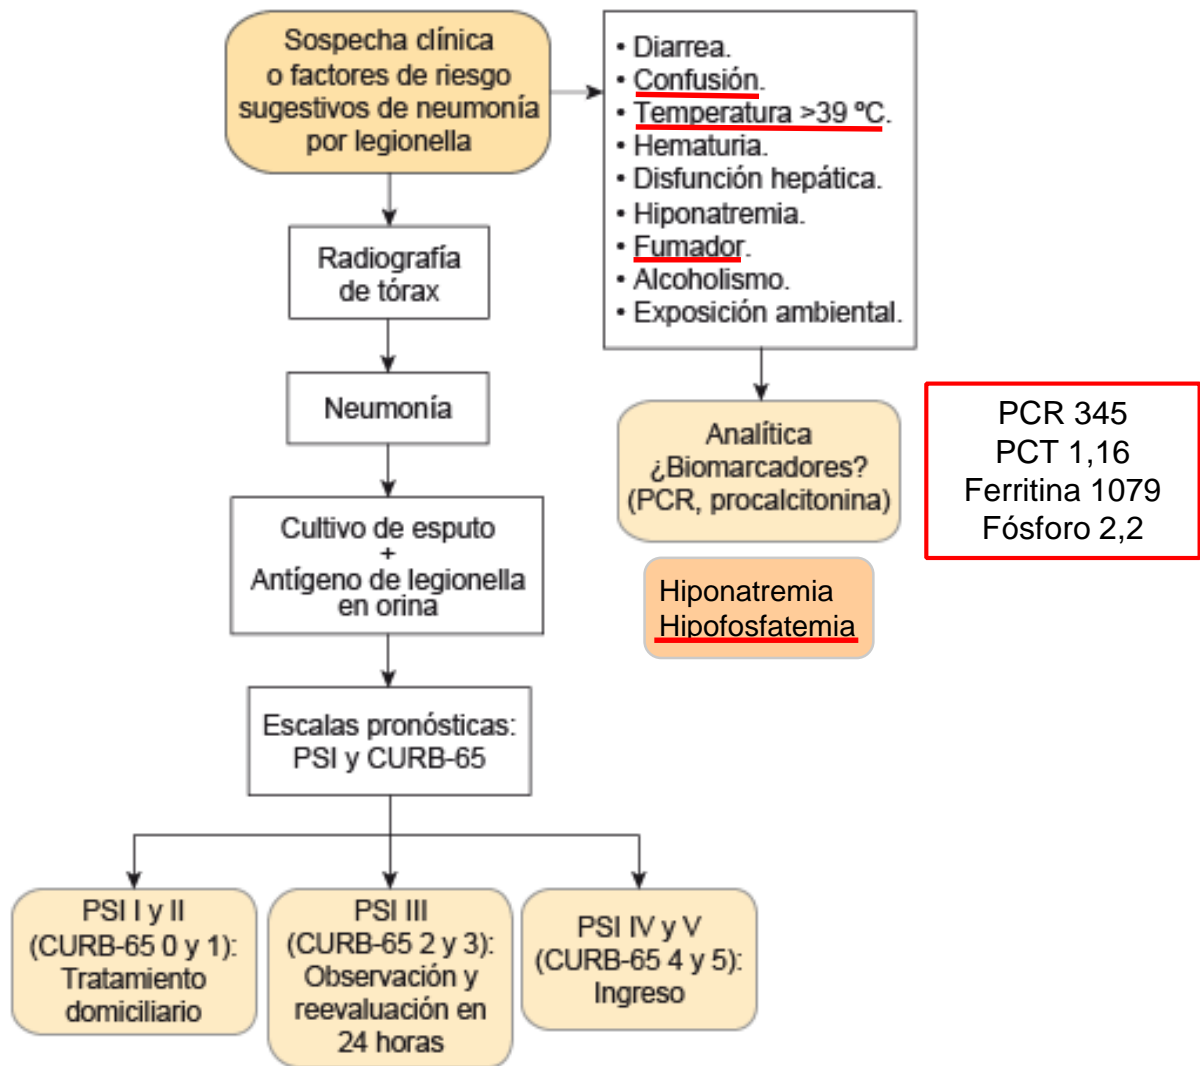 Sospecha clínica
o factores de riesgo
sugestivos de neumonía
por legionella
• Diarrea.
• Confusión.
• Temperatura >39 ºC.
• Hematuria.
• Disfunción hepática.
• Hiponatremia.
• Fumador.
• Alcoholismo.
• Exposición ambiental.
Radiografía
de tórax
Neumonía
Analítica
¿Biomarcadores?
(PCR, procalcitonina)
PCR 345
PCT 1,16
Ferritina 1079
Fósforo 2,2
Cultivo de esputo
+
Antígeno de legionella
en orina
Hiponatremia
Hipofosfatemia
Escalas pronósticas:
PSI y CURB-65
PSI I y II
(CURB-65 0 y 1):
Tratamiento
domiciliario
PSI III
(CURB-65 2 y 3):
Observación y
reevaluación en
24 horas
PSI IV y V
(CURB-65 4 y 5):
Ingreso